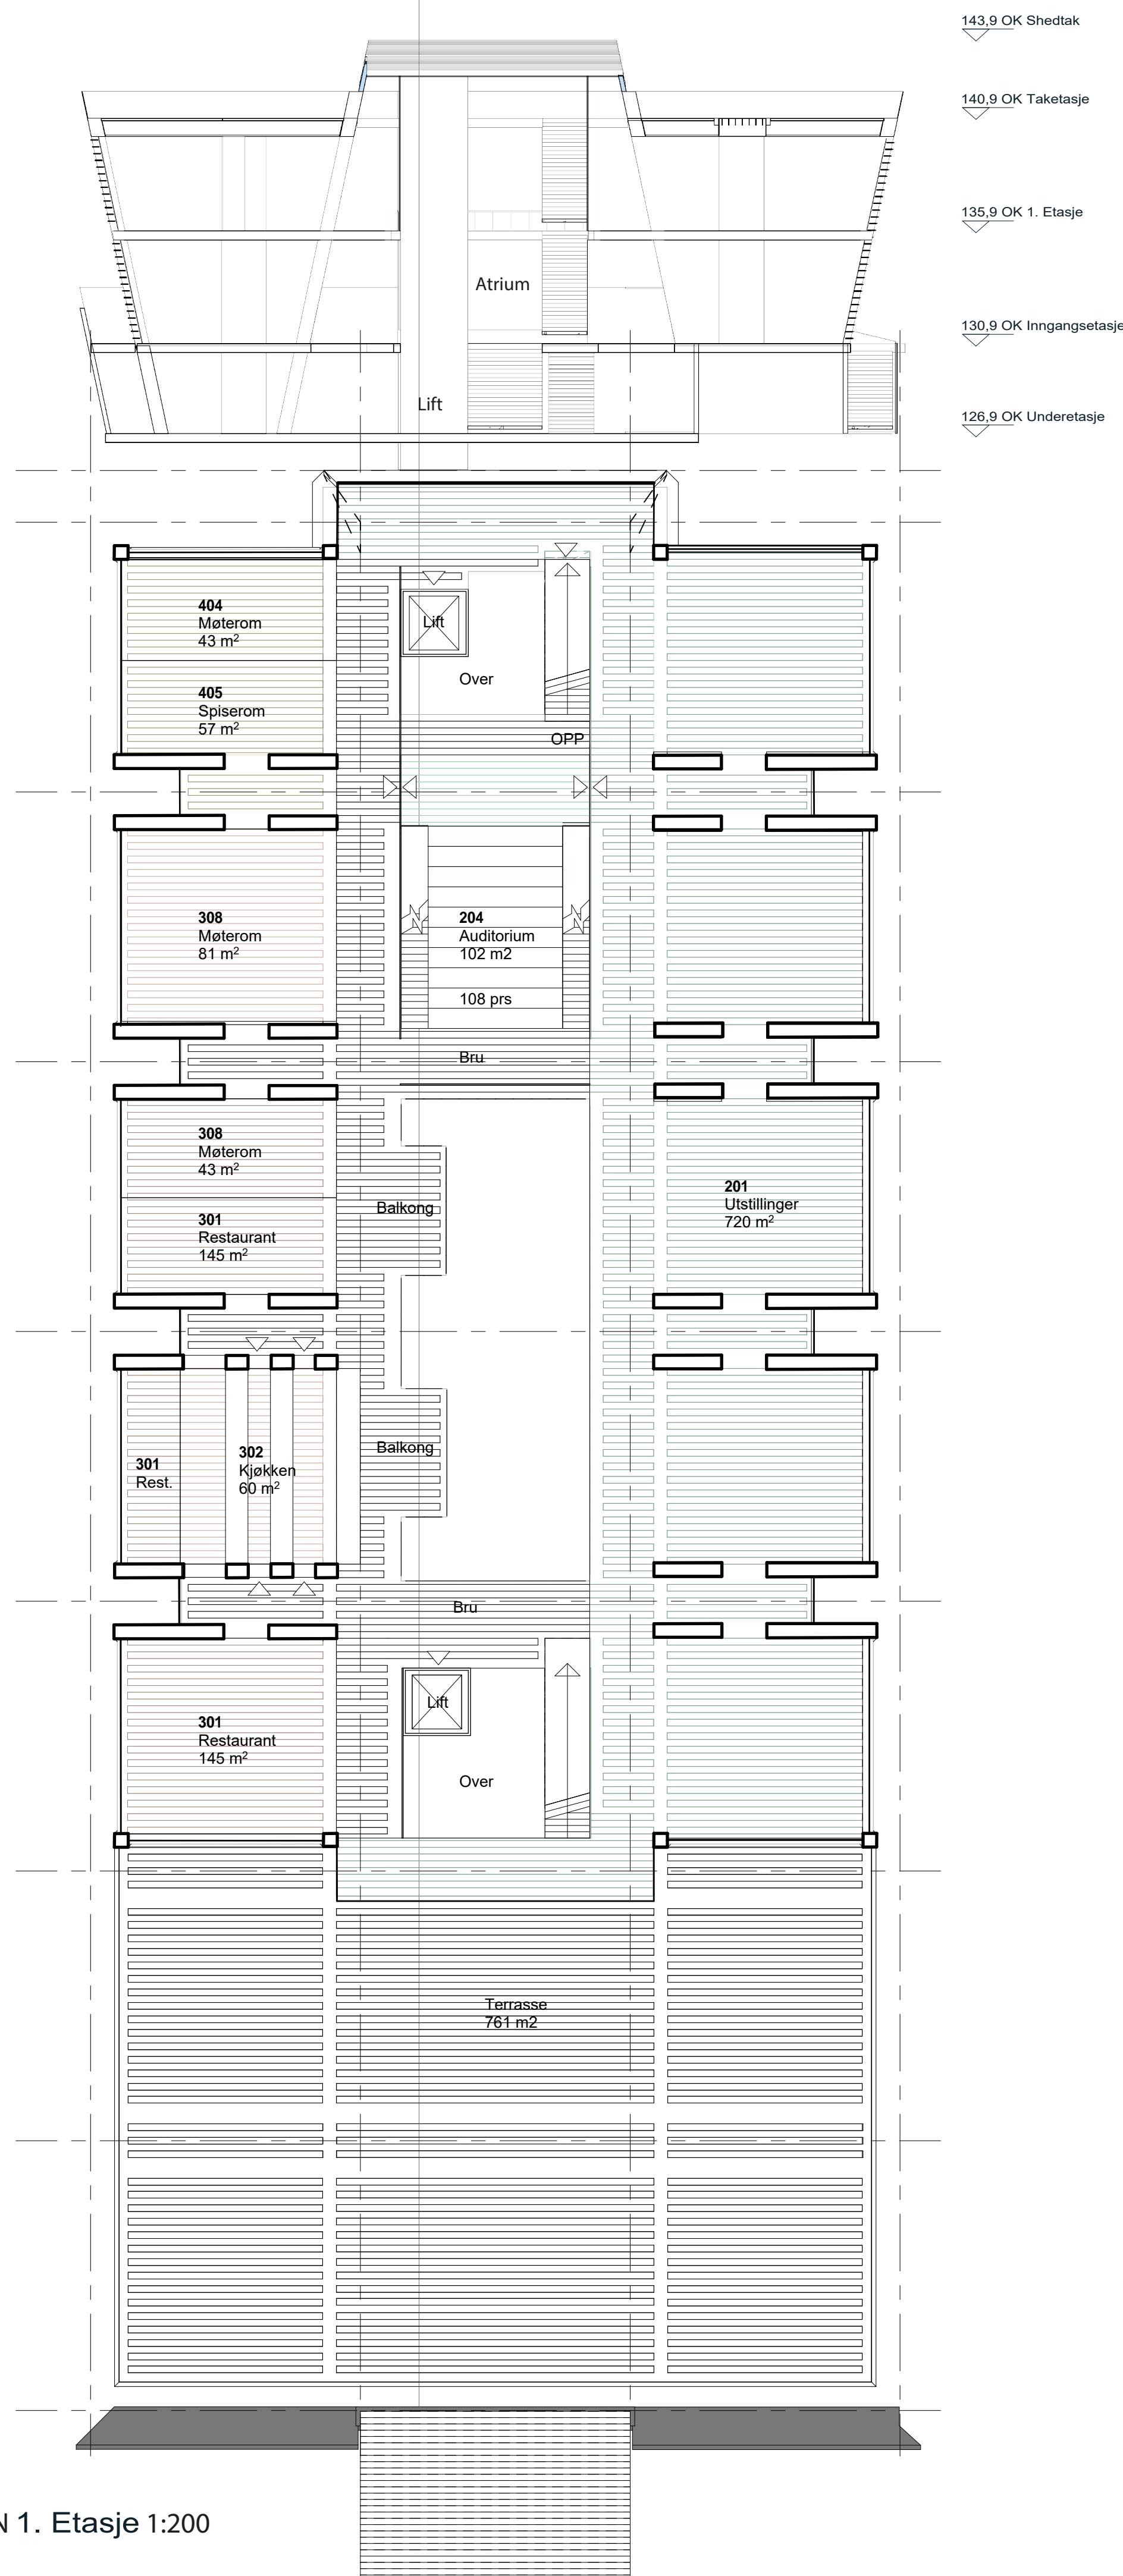 143,9 OK Shedtak
140,9 OK Taketasje
135,9 OK 1. Etasje
Atrium
130,9 OK Inngangsetasje
Lift
126,9 OK Underetasje
404
Møterom
43 m²
Lift
Over
405
Spiserom
57 m²
OPP
308
Møterom
81 m²
204
Auditorium
102 m2
108 prs
Bru
308
Møterom
43 m²
Balkong
201
Utstillinger
720 m²
301
Restaurant
145 m²
301
Rest.
302
Kjøkken
60 m²
Balkong
Bru
Lift
301
Restaurant
145 m²
Over
Terrasse
761 m2
N 1. Etasje 1:200